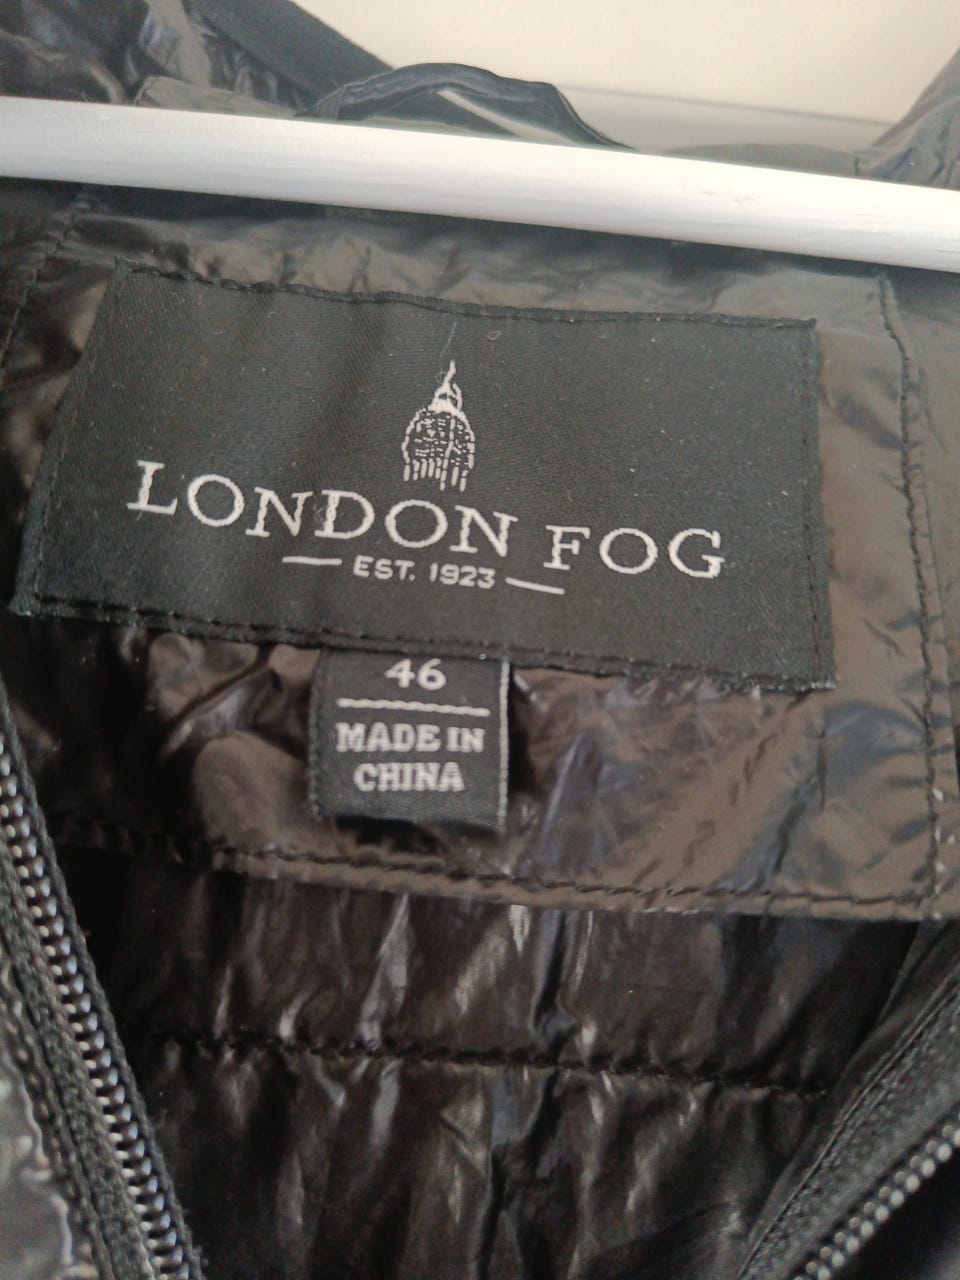 LONDON FOG
EST. 1923
46
MADE IN
CHINA